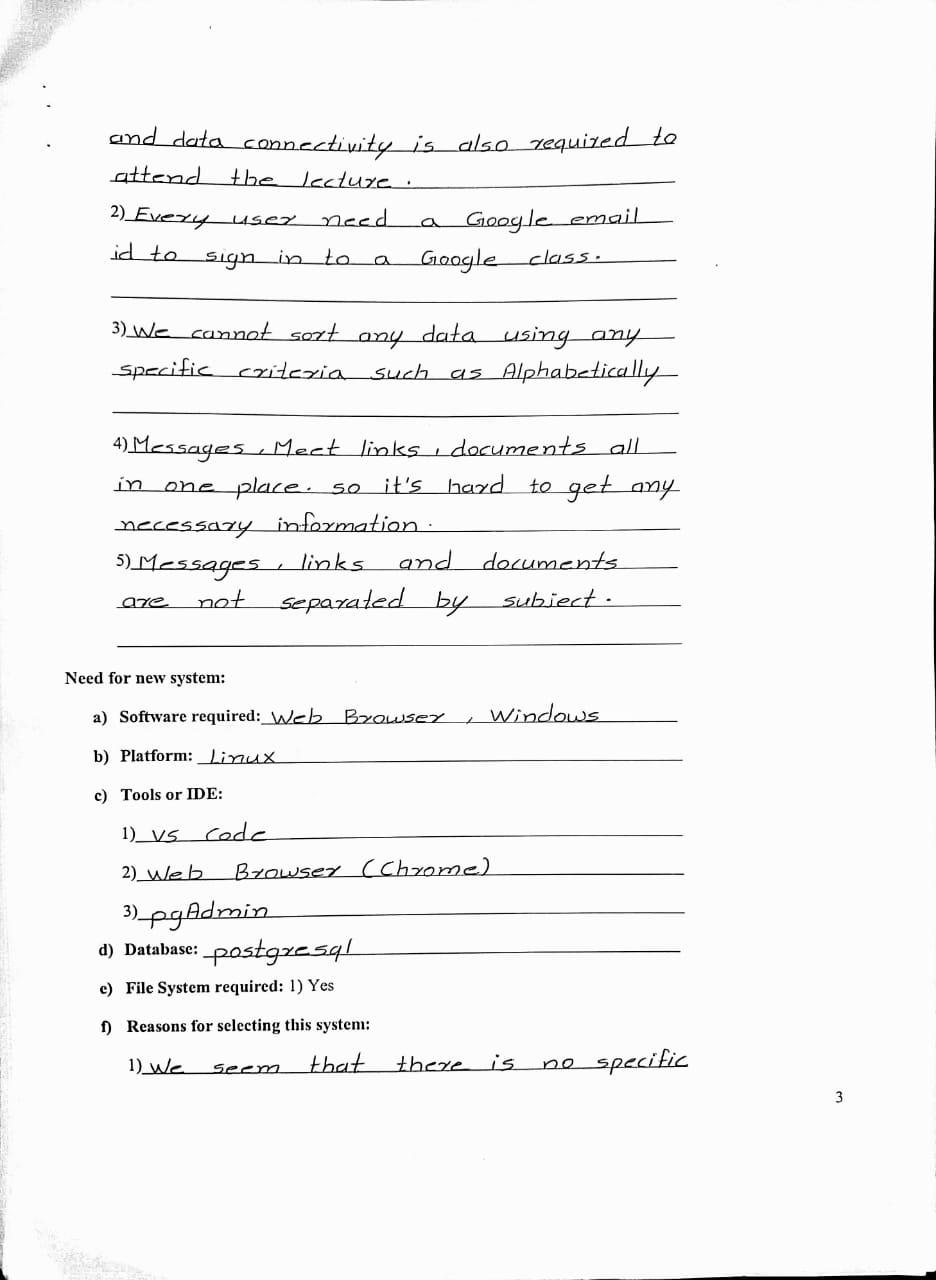 and data connectivity is also required to
attend the lecture.
2) Every user need a Google email
id to sign in to a Google class.
3) We cannot sort any data using any
specific criteria such as Alphabetically
4) Messages, Meet links, documents all
in one place. so it's hard to get any
necessary information.
5) Messages, links and documents
are not separated by subject.
Need for new system:
a) Software required: Web Browser, Windows
b) Platform: Linux
c) Tools or IDE:
1) VS Code
2) Web Browser (Chrome)
3) pgAdmin
d) Database: postgresql
e) File System required: 1) Yes
f) Reasons for selecting this system:
1) We seem that there is no specific
3